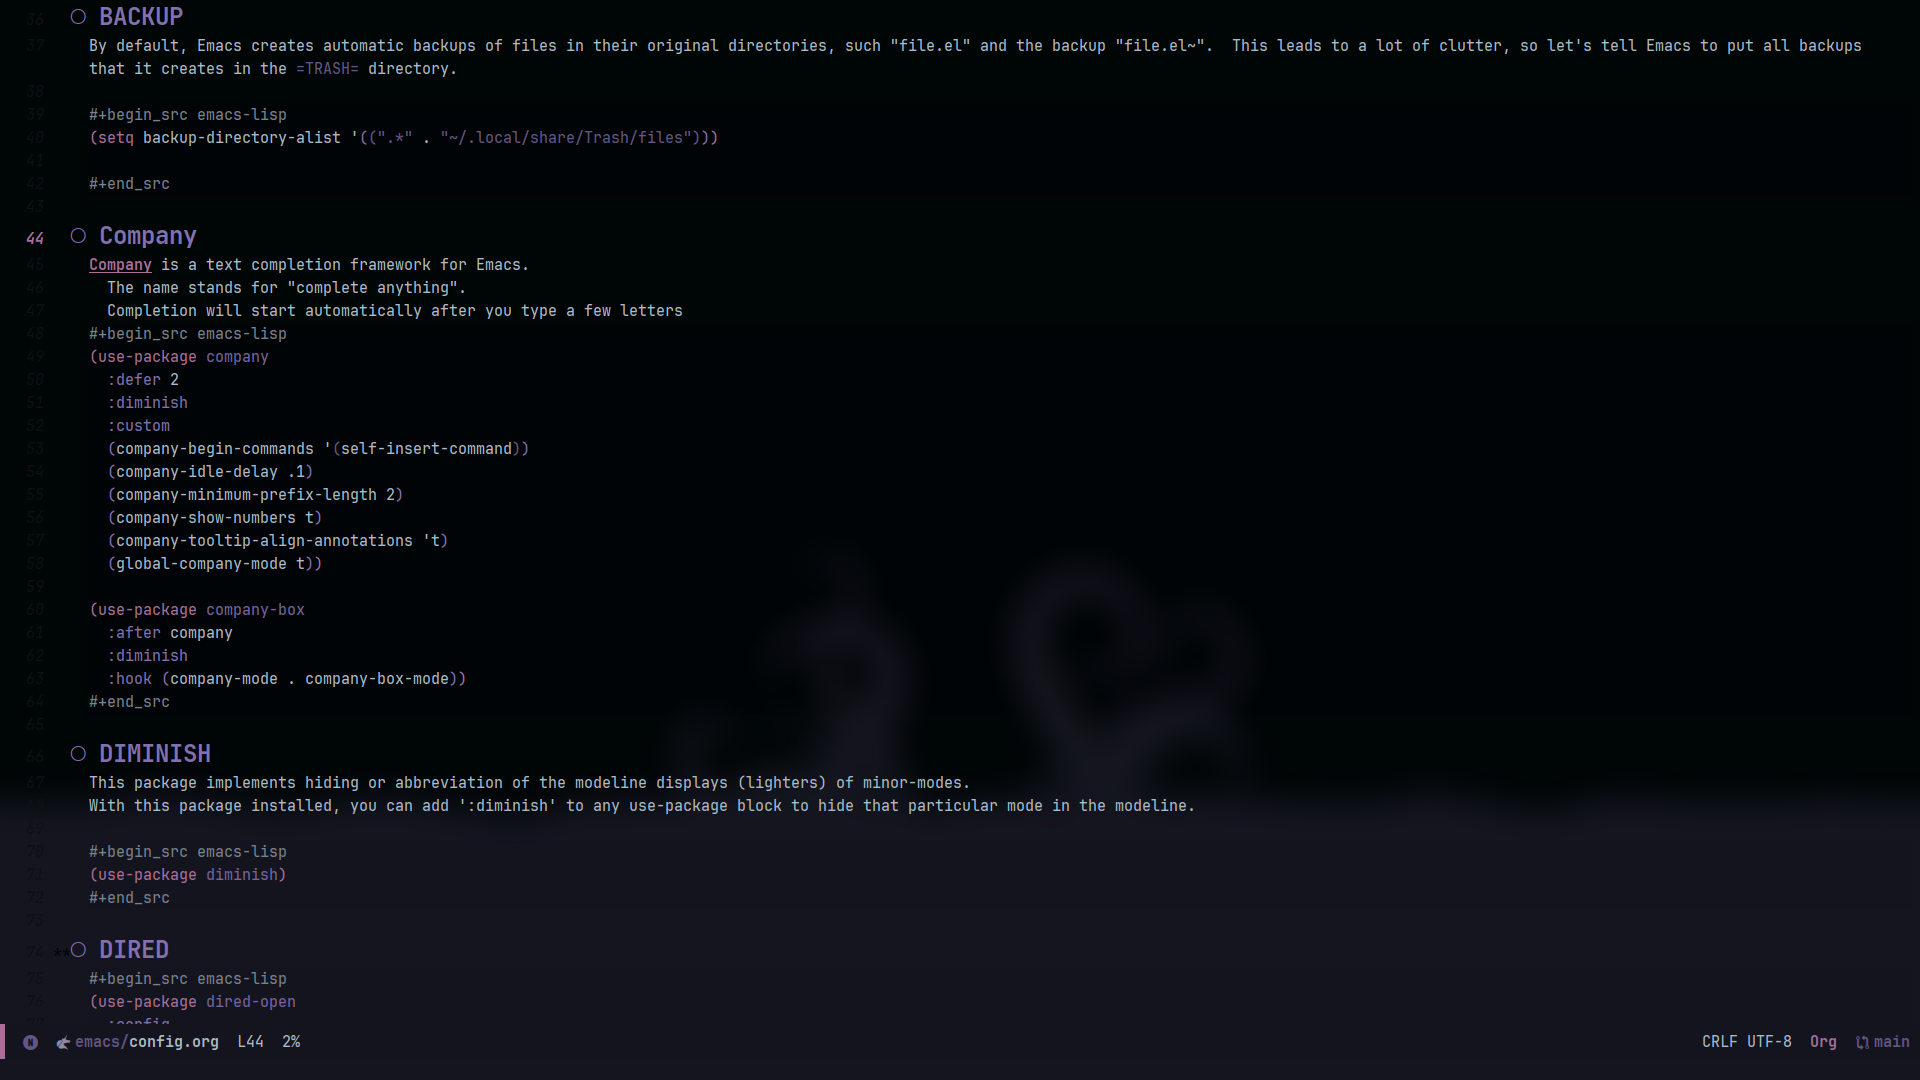 36 ○ BACKUP
37 By default, Emacs creates automatic backups of files in their original directories, such "file.el" and the backup "file.el~".  This leads to a lot of clutter, so let's tell Emacs to put all backups
that it creates in the =TRASH= directory.
38
39 #+begin_src emacs-lisp
40 (setq backup-directory-alist '((".*" . "~/.local/share/Trash/files")))
41
42 #+end_src
43
44 ○ Company
45 Company is a text completion framework for Emacs.
46   The name stands for "complete anything".
47   Completion will start automatically after you type a few letters
48 #+begin_src emacs-lisp
49 (use-package company
50   :defer 2
51   :diminish
52   :custom
53   (company-begin-commands '(self-insert-command))
54   (company-idle-delay .1)
55   (company-minimum-prefix-length 2)
56   (company-show-numbers t)
57   (company-tooltip-align-annotations 't)
58   (global-company-mode t))
59
60 (use-package company-box
61   :after company
62   :diminish
63   :hook (company-mode . company-box-mode))
64 #+end_src
65
66 ○ DIMINISH
67 This package implements hiding or abbreviation of the modeline displays (lighters) of minor-modes.
With this package installed, you can add ':diminish' to any use-package block to hide that particular mode in the modeline.
69
70 #+begin_src emacs-lisp
71 (use-package diminish)
72 #+end_src
73
74 **○ DIRED
75 #+begin_src emacs-lisp
76 (use-package dired-open
77   :config
N emacs/config.org L44 2% CRLF UTF-8 Org main